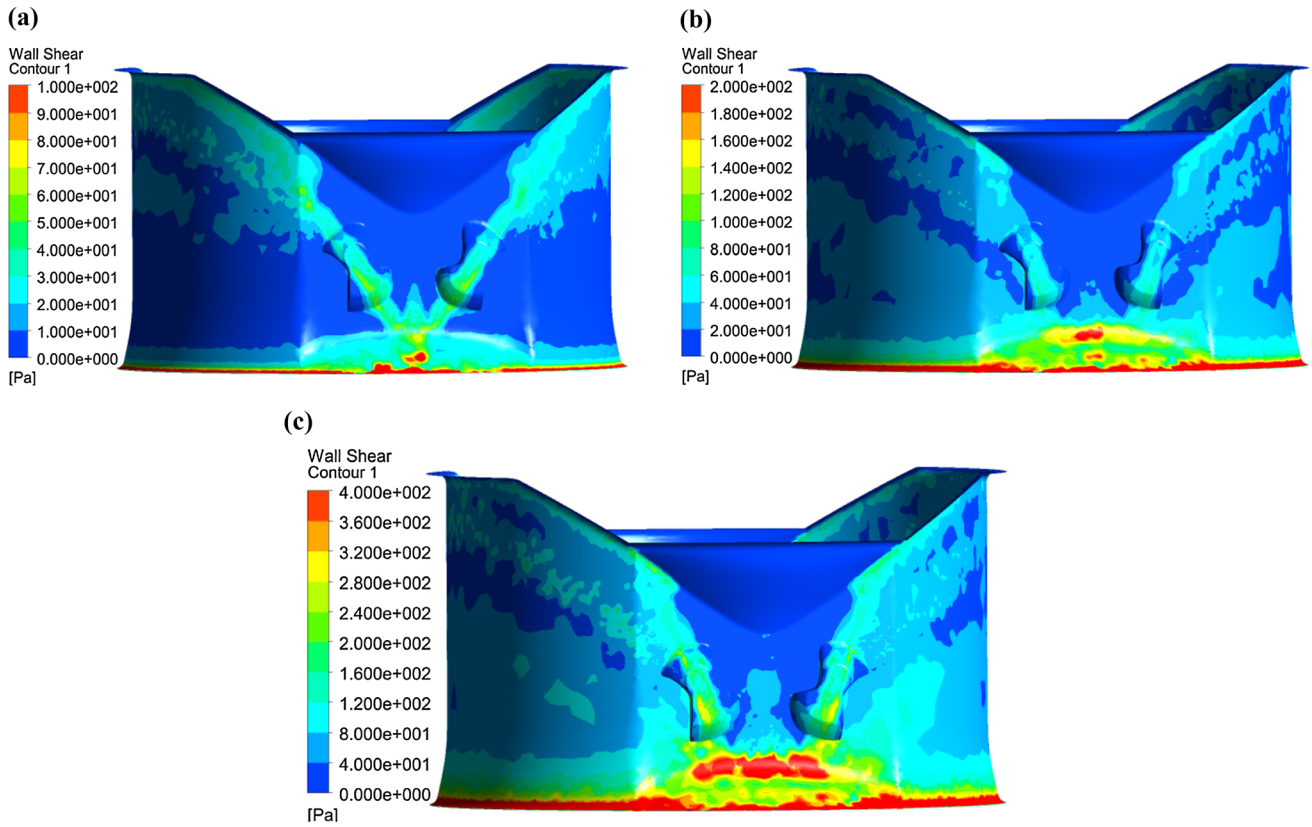 (a)
Wall Shear
Contour 1
1.000e+002
9.000e+001
8.000e+001
7.000e+001
6.000e+001
5.000e+001
4.000e+001
3.000e+001
2.000e+001
1.000e+001
0.000e+000
[Pa]
(b)
Wall Shear
Contour 1
2.000e+002
1.800e+002
1.600e+002
1.400e+002
1.200e+002
1.000e+002
8.000e+001
6.000e+001
4.000e+001
2.000e+001
0.000e+000
[Pa]
(c)
Wall Shear
Contour 1
4.000e+002
3.600e+002
3.200e+002
2.800e+002
2.400e+002
2.000e+002
1.600e+002
1.200e+002
8.000e+001
4.000e+001
0.000e+000
[Pa]